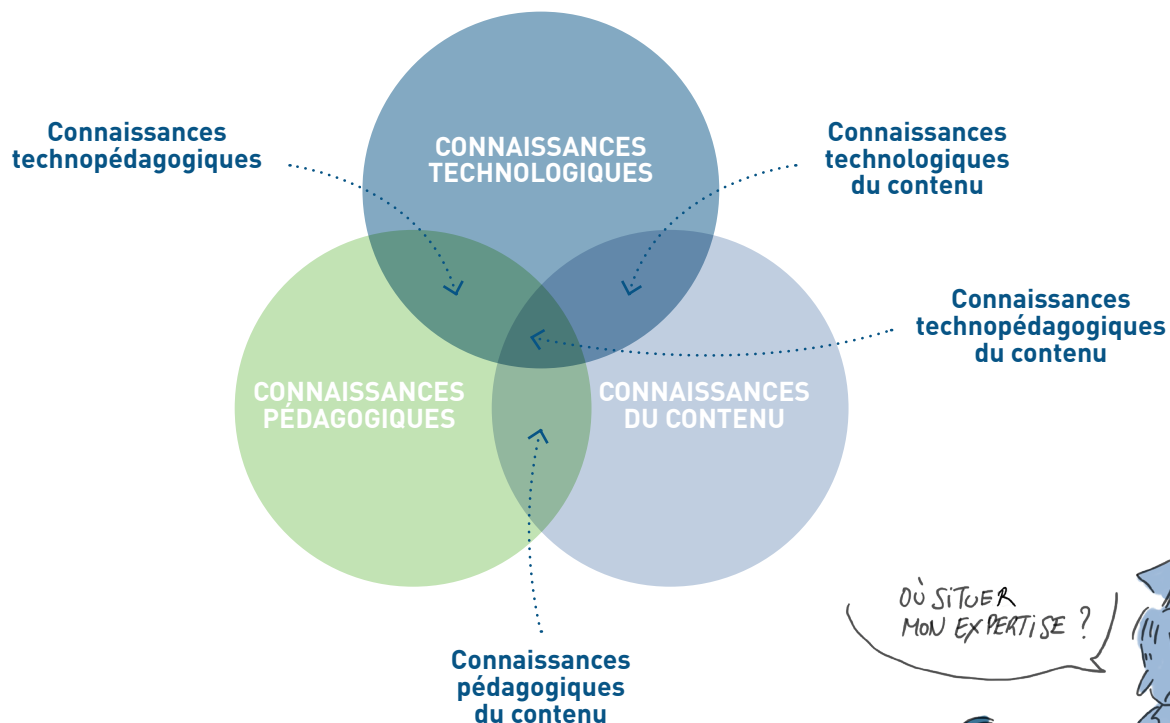 Connaissances
technopédagogiques
CONNAISSANCES
TECHNOLOGIQUES
Connaissances
technologiques
du contenu
Connaissances
technopédagogiques
du contenu
CONNAISSANCES
PÉDAGOGIQUES
CONNAISSANCES
DU CONTENU
OÙ SITUER
MON EXPERTISE ?
Connaissances
pédagogiques
du contenu